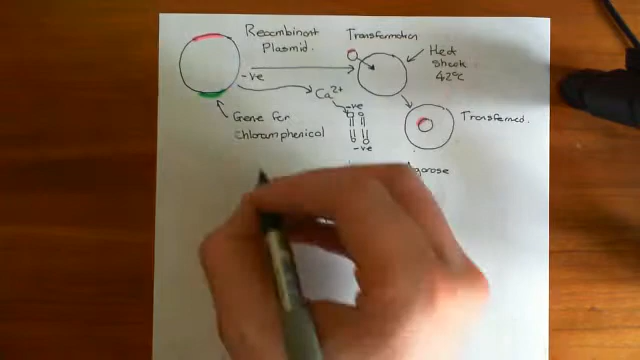 Recombinant
Plasmid.
Transformation
Heat
Shock
42°C
-ve
Ca2+
-ve
-ve
Gene for
Chloramphenicol
Transformed.
Agarose